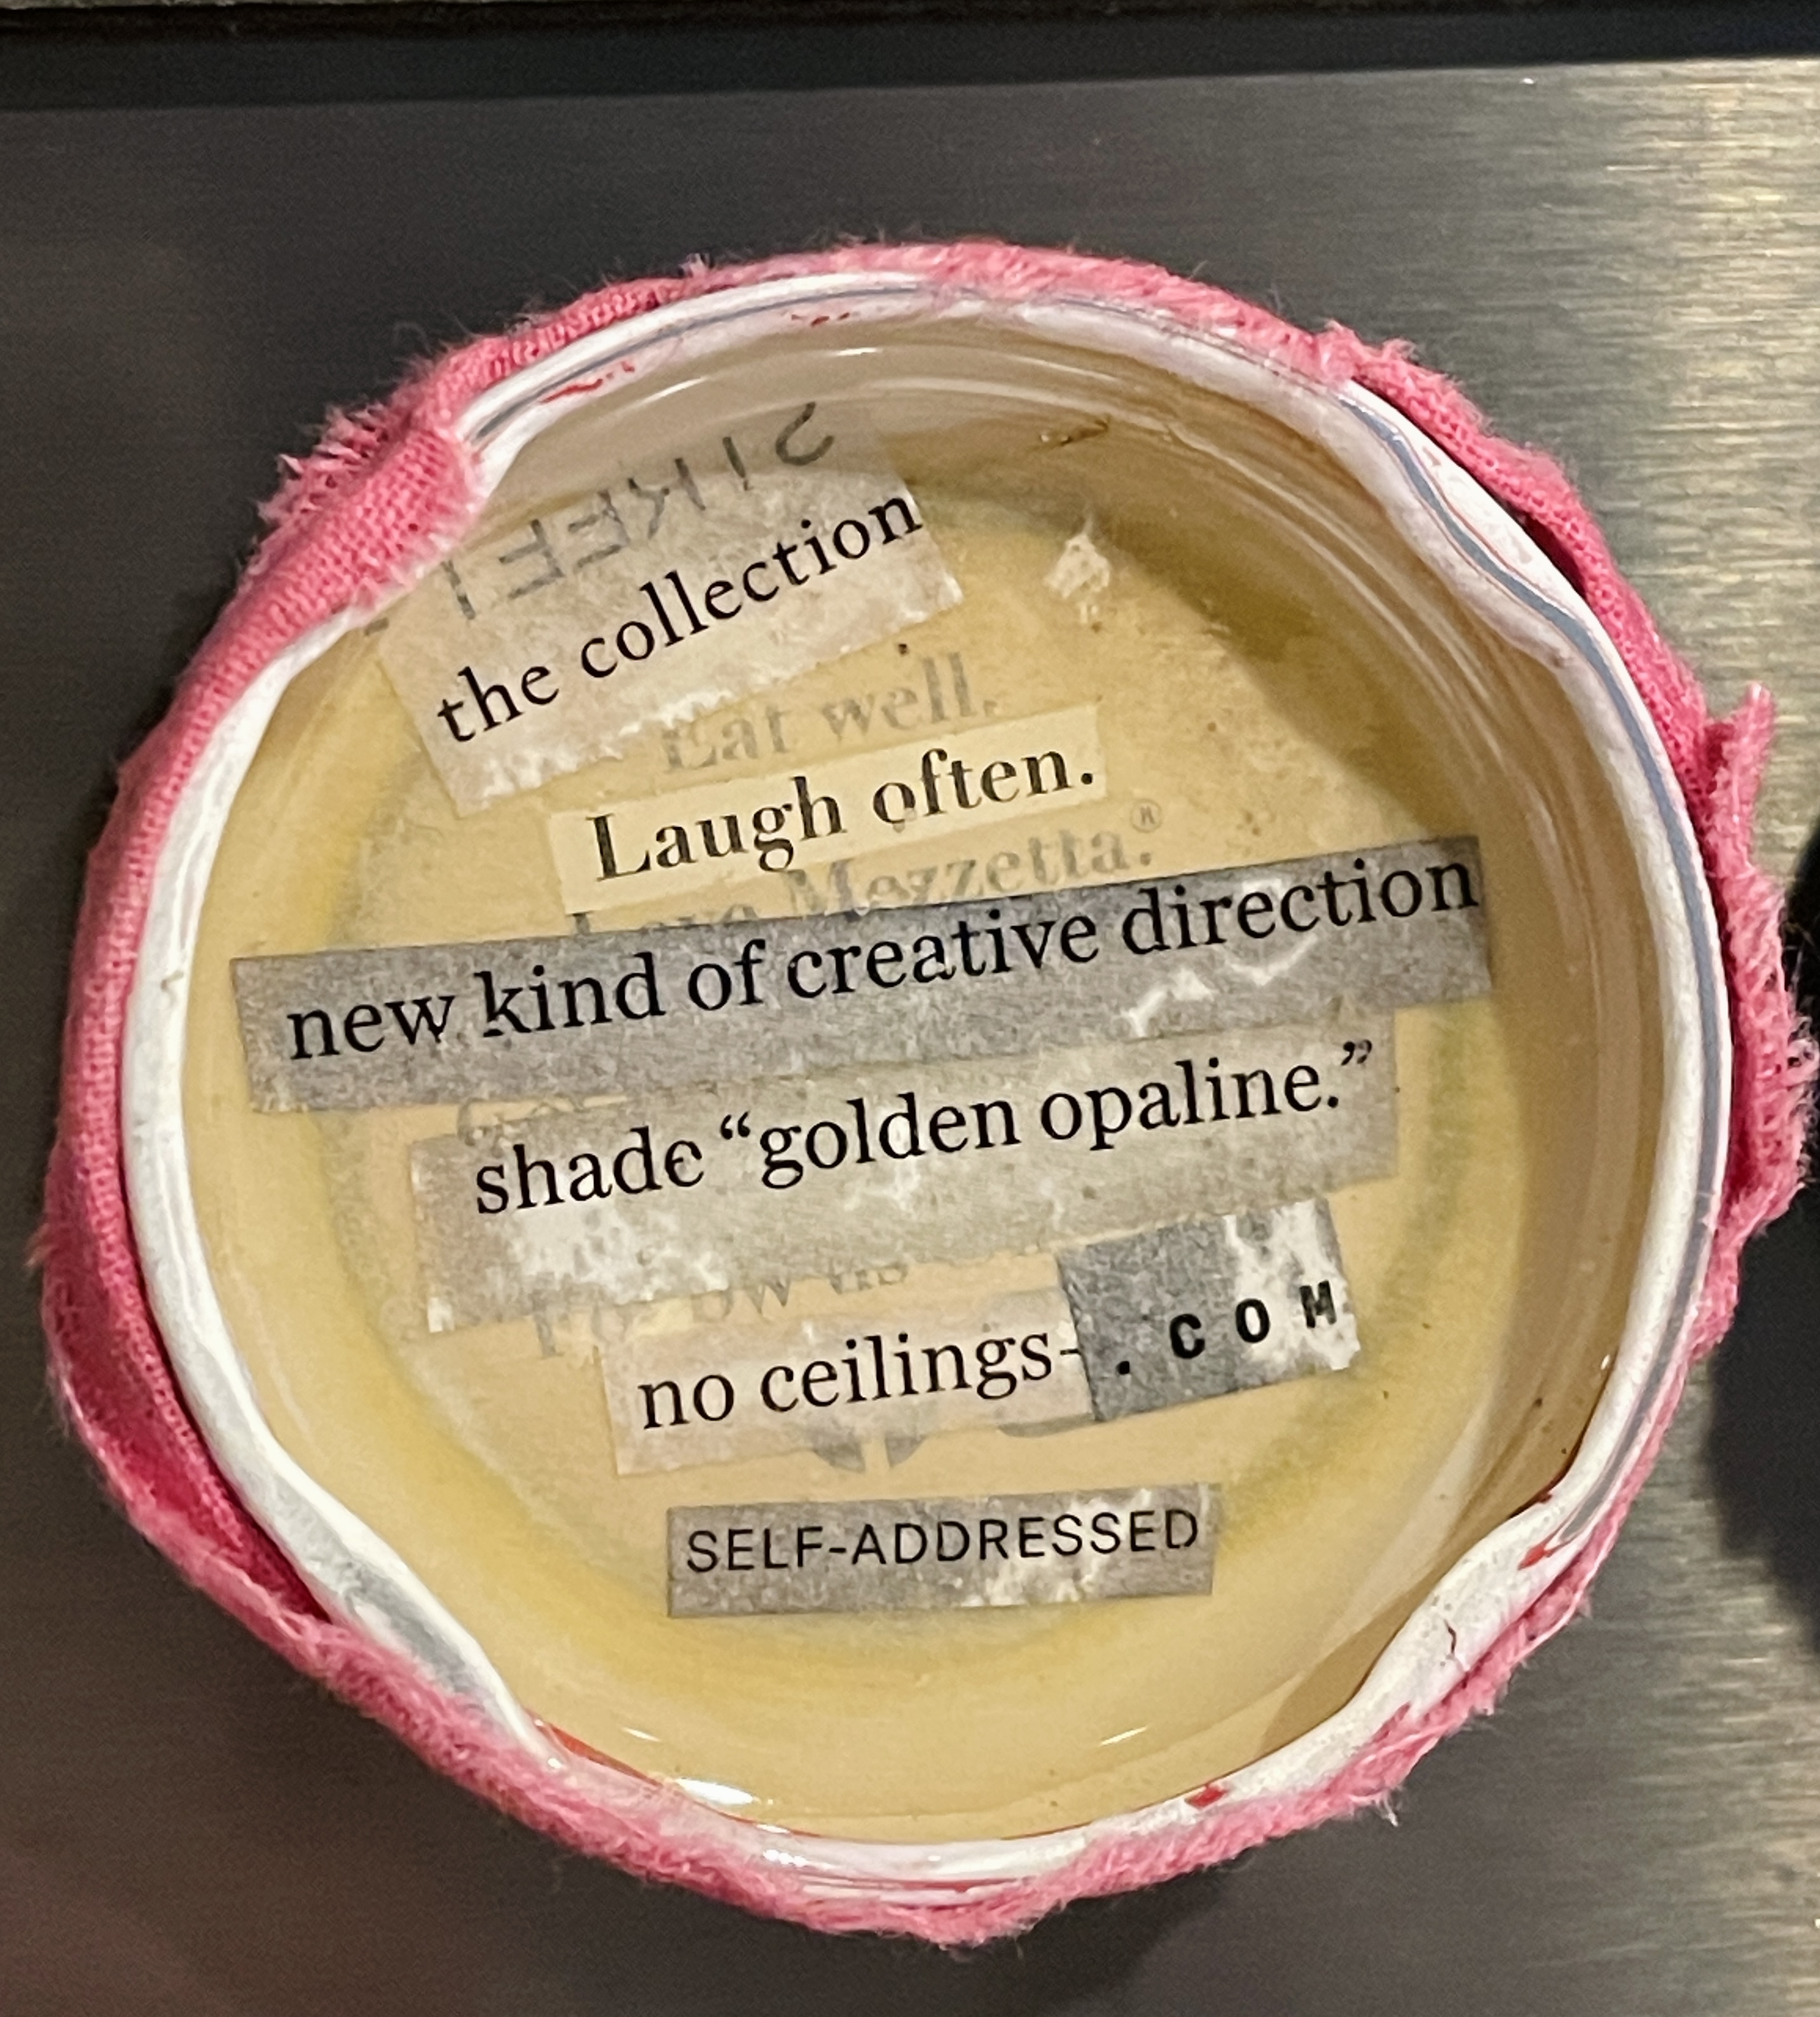 the collection
Eat well.
Laugh often.
Love Mezzetta.®
new kind of creative direction
shade “golden opaline.”
no ceilings-.COM
SELF-ADDRESSED